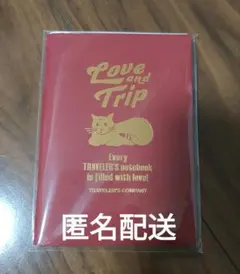 Love
and
Trip
Every
TRAVELER'S notebook
is filled with love!
TRAVELER'S COMPANY
匿名配送